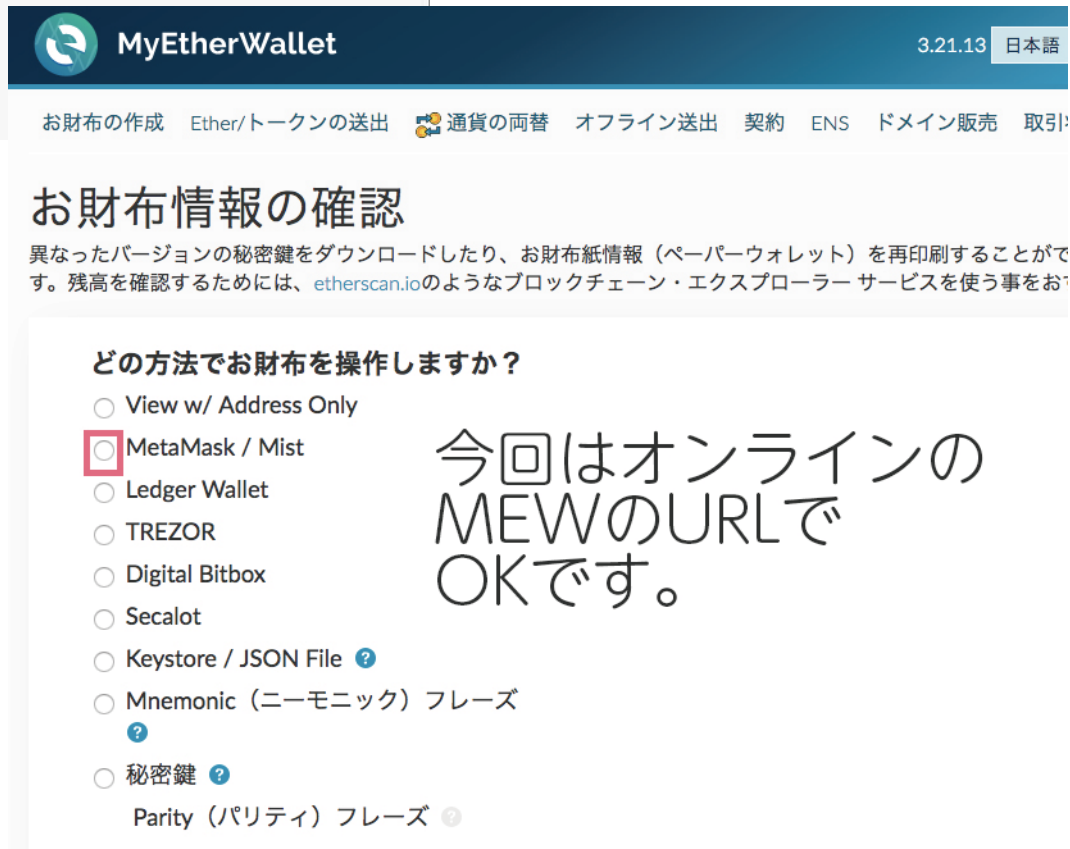 MyEtherWallet
3.21.13 日本語
お財布の作成 Ether/トークンの送出 通貨の両替 オフライン送出 契約 ENS ドメイン販売 取引
お財布情報の確認
異なったバージョンの秘密鍵をダウンロードしたり、お財布紙情報（ペーパーウォレット）を再印刷することがで
す。残高を確認するためには、etherscan.ioのようなブロックチェーン・エクスプローラー サービスを使う事をおす
どの方法でお財布を操作しますか？
View w/ Address Only
MetaMask / Mist
Ledger Wallet
TREZOR
Digital Bitbox
Secalot
Keystore / JSON File ?
Mnemonic（ニーモニック）フレーズ
?
秘密鍵 ?
Parity（パリティ）フレーズ ?
今回はオンラインの
MEWのURLで
OKです。